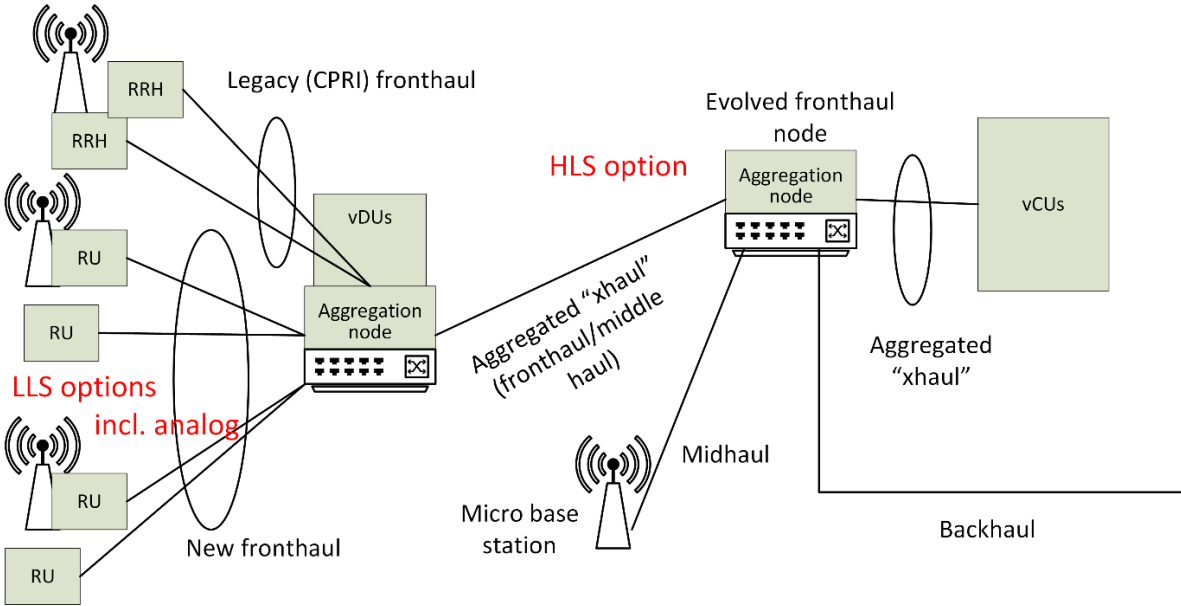 RRH
RRH
Legacy (CPRI) fronthaul
RU
RU
vDUs
Aggregation
node
LLS options
incl. analog
RU
RU
New fronthaul
HLS option
Evolved fronthaul
node
Aggregation
node
vCUs
Aggregated “xhaul”
(fronthaul/middle
haul)
Aggregated
“xhaul”
Midhaul
Micro base
station
Backhaul